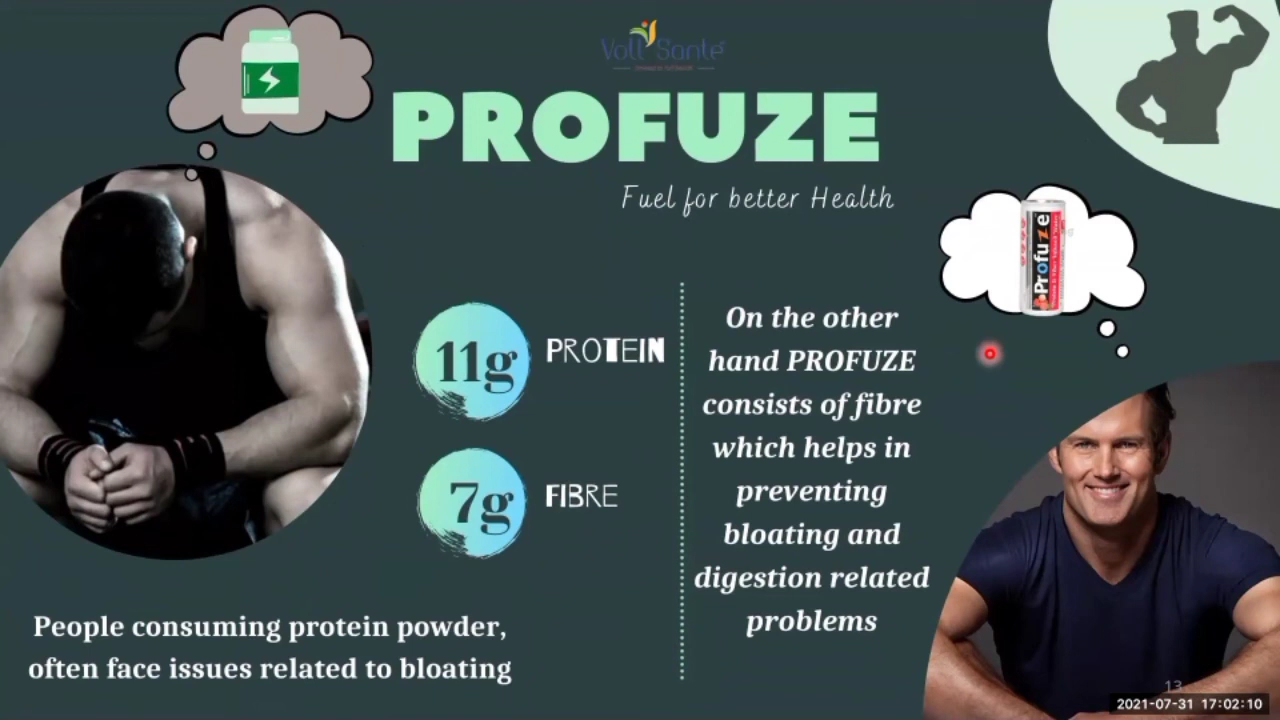 Volt Santé
PROFUZE
Fuel for better Health
Profuze
11g
PROTEIN
7g
FIBRE
People consuming protein powder,
often face issues related to bloating
On the other
hand PROFUZE
consists of fibre
which helps in
preventing
bloating and
digestion related
problems
13
2021-07-31 17:02:10